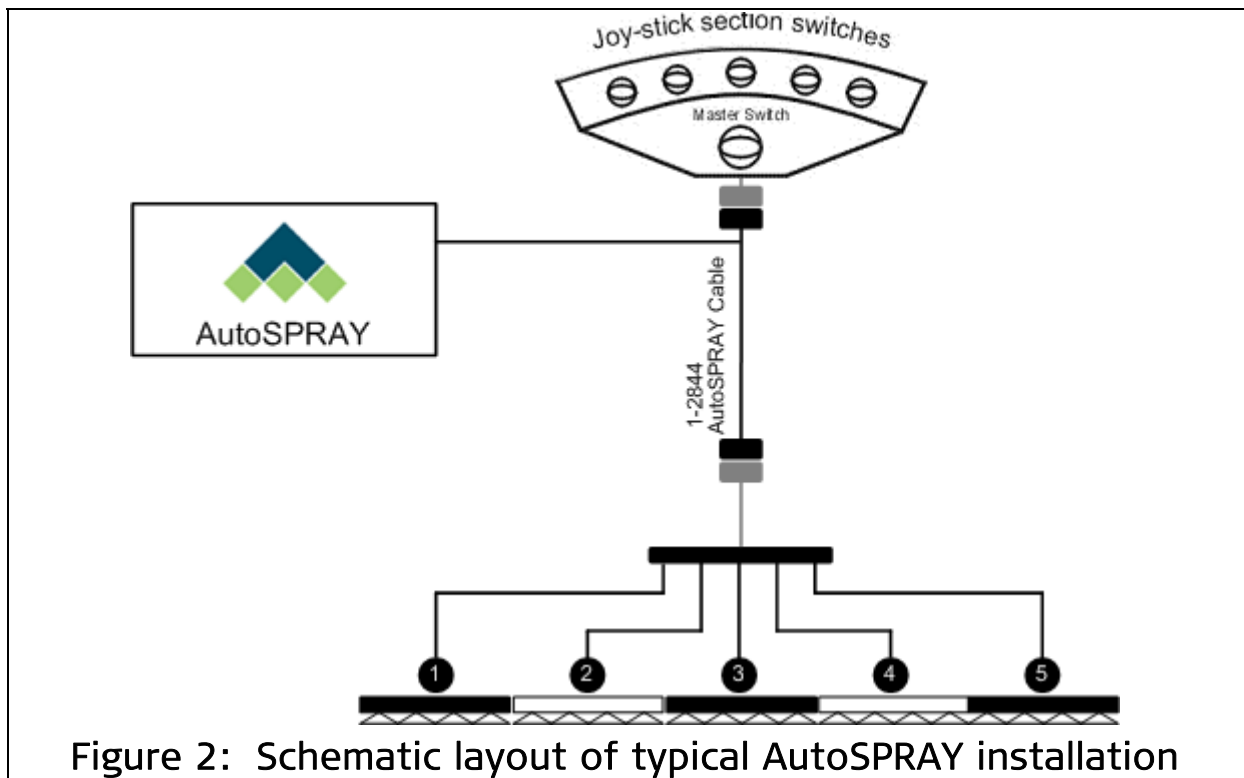 Joy-stick section switches
Master Switch
AutoSPRAY
1-2844
AutoSPRAY Cable
1
2
3
4
5
Figure 2: Schematic layout of typical AutoSPRAY installation